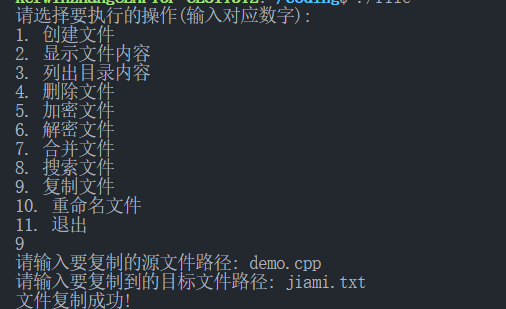 请选择要执行的操作(输入对应数字):
1. 创建文件
2. 显示文件内容
3. 列出目录内容
4. 删除文件
5. 加密文件
6. 解密文件
7. 合并文件
8. 搜索文件
9. 复制文件
10. 重命名文件
11. 退出
9
请输入要复制的源文件路径: demo.cpp
请输入要复制到的目标文件路径: jiami.txt
文件复制成功!